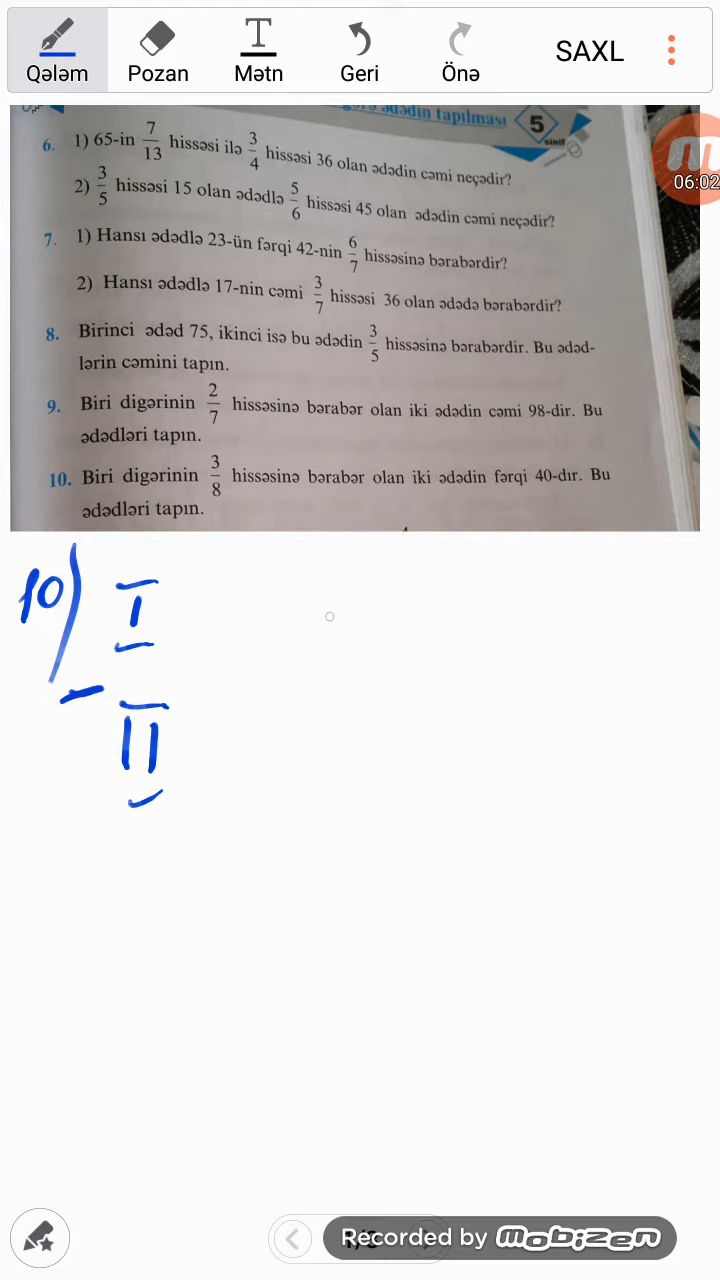 Qələm Pozan Mətn Geri Önə SAXL
06:02
ədədin tapılması 5
sinif
6. 1) 65-in 7/13 hissəsi ilə 3/4 hissəsi 36 olan ədədin cəmi neçədir?
2) 3/5 hissəsi 15 olan ədədlə 5/6 hissəsi 45 olan ədədin cəmi neçədir?
7. 1) Hansı ədədlə 23-ün fərqi 42-nin 6/7 hissəsinə bərabərdir?
2) Hansı ədədlə 17-nin cəmi 3/7 hissəsi 36 olan ədədə bərabərdir?
8. Birinci ədəd 75, ikinci isə bu ədədin 3/5 hissəsinə bərabərdir. Bu ədəd-
lərin cəmini tapın.
9. Biri digərinin 2/7 hissəsinə bərabər olan iki ədədin cəmi 98-dir. Bu
ədədləri tapın.
10. Biri digərinin 3/8 hissəsinə bərabər olan iki ədədin fərqi 40-dır. Bu
ədədləri tapın.
10) I
– II
Recorded by mobizen